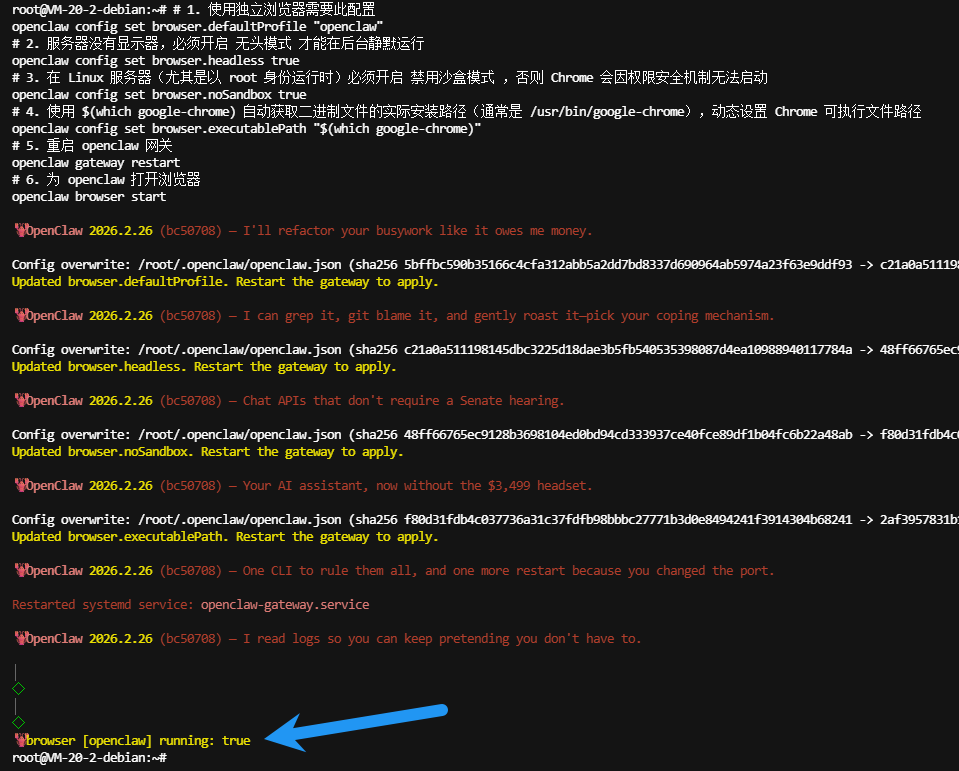 root@VM-20-2-debian:~# # 1. 使用独立浏览器需要此配置
openclaw config set browser.defaultProfile "openclaw"
# 2. 服务器没有显示器，必须开启 无头模式 才能在后台静默运行
openclaw config set browser.headless true
# 3. 在 Linux 服务器（尤其是以 root 身份运行时）必须开启 禁用沙盒模式 ，否则 Chrome 会因权限安全机制无法启动
openclaw config set browser.noSandbox true
# 4. 使用 $(which google-chrome) 自动获取二进制文件的实际安装路径（通常是 /usr/bin/google-chrome），动态设置 Chrome 可执行文件路径
openclaw config set browser.executablePath "$(which google-chrome)"
# 5. 重启 openclaw 网关
openclaw gateway restart
# 6. 为 openclaw 打开浏览器
openclaw browser start
OpenClaw 2026.2.26 (bc50708) — I'll refactor your busywork like it owes me money.
Config overwrite: /root/.openclaw/openclaw.json (sha256 5bffbc590b35166c4cfa312abb5a2dd7bd8337d690964ab5974a23f63e9ddf93 -> c21a0a511198
Updated browser.defaultProfile. Restart the gateway to apply.
OpenClaw 2026.2.26 (bc50708) — I can grep it, git blame it, and gently roast it—pick your coping mechanism.
Config overwrite: /root/.openclaw/openclaw.json (sha256 c21a0a511198145dbc3225d18dae3b5fb540535398087d4ea10988940117784a -> 48ff66765ec9
Updated browser.headless. Restart the gateway to apply.
OpenClaw 2026.2.26 (bc50708) — Chat APIs that don't require a Senate hearing.
Config overwrite: /root/.openclaw/openclaw.json (sha256 48ff66765ec9128b3698104ed0bd94cd333937ce40fce89df1b04fc6b22a48ab -> f80d31fdb4c0
Updated browser.noSandbox. Restart the gateway to apply.
OpenClaw 2026.2.26 (bc50708) — Your AI assistant, now without the $3,499 headset.
Config overwrite: /root/.openclaw/openclaw.json (sha256 f80d31fdb4c037736a31c37fdfb98bbbc27771b3d0e8494241f3914304b68241 -> 2af3957831b1
Updated browser.executablePath. Restart the gateway to apply.
OpenClaw 2026.2.26 (bc50708) — One CLI to rule them all, and one more restart because you changed the port.
Restarted systemd service: openclaw-gateway.service
OpenClaw 2026.2.26 (bc50708) — I read logs so you can keep pretending you don't have to.
browser [openclaw] running: true
root@VM-20-2-debian:~#